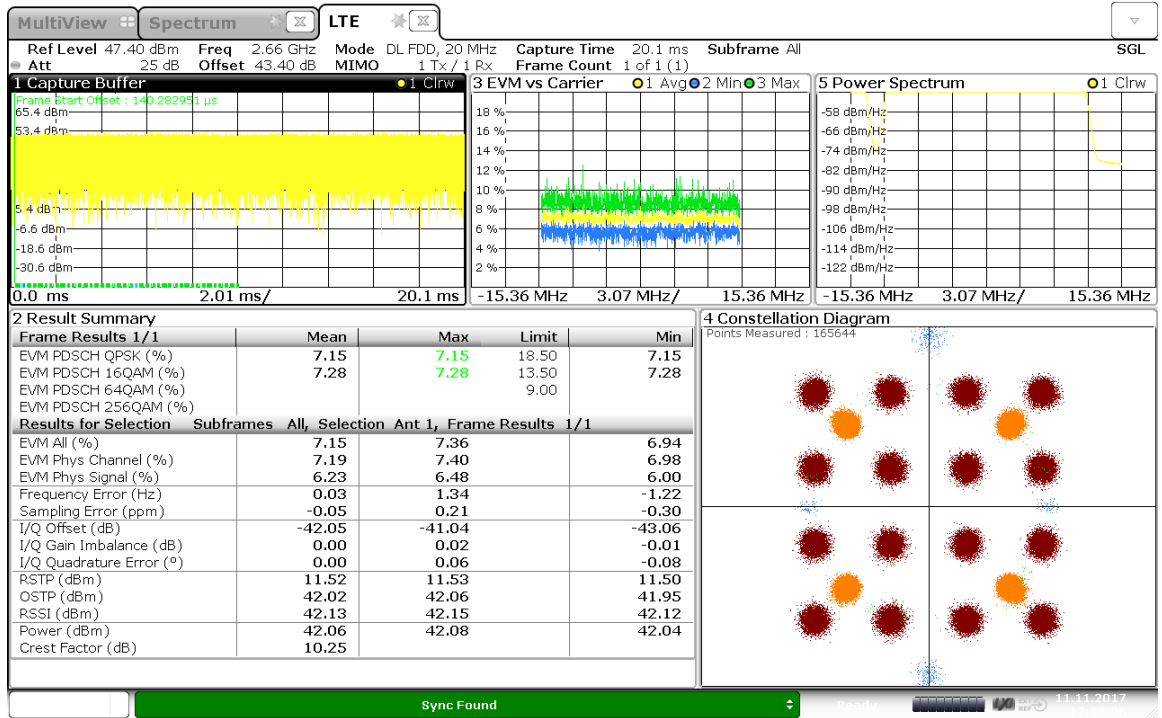 MultiView Spectrum LTE
Ref Level 47.40 dBm Freq 2.66 GHz Mode DL FDD, 20 MHz Capture Time 20.1 ms Subframe All SGL
Att 25 dB Offset 43.40 dB MIMO 1 Tx / 1 Rx Frame Count 1 of 1 (1)
1 Capture Buffer 1 Clrw
Frame Start Offset : 140.282951 µs
65.4 dBm
53.4 dBm
5.4 dBm
-6.6 dBm
-18.6 dBm
-30.6 dBm
0.0 ms 2.01 ms/ 20.1 ms
3 EVM vs Carrier 1 Avg 2 Min 3 Max
18 %
16 %
14 %
12 %
10 %
8 %
6 %
4 %
2 %
-15.36 MHz 3.07 MHz/ 15.36 MHz
5 Power Spectrum 1 Clrw
-58 dBm/Hz
-66 dBm/Hz
-74 dBm/Hz
-82 dBm/Hz
-90 dBm/Hz
-98 dBm/Hz
-106 dBm/Hz
-114 dBm/Hz
-122 dBm/Hz
-15.36 MHz 3.07 MHz/ 15.36 MHz
2 Result Summary
Frame Results 1/1 Mean Max Limit Min
EVM PDSCH QPSK (%) 7.15 7.15 18.50 7.15
EVM PDSCH 16QAM (%) 7.28 7.28 13.50 7.28
EVM PDSCH 64QAM (%) 9.00
EVM PDSCH 256QAM (%)
Results for Selection Subframes All, Selection Ant 1, Frame Results 1/1
EVM All (%) 7.15 7.36 6.94
EVM Phys Channel (%) 7.19 7.40 6.98
EVM Phys Signal (%) 6.23 6.48 6.00
Frequency Error (Hz) 0.03 1.34 -1.22
Sampling Error (ppm) -0.05 0.21 -0.30
I/Q Offset (dB) -42.05 -41.04 -43.06
I/Q Gain Imbalance (dB) 0.00 0.02 -0.01
I/Q Quadrature Error (°) 0.00 0.06 -0.08
RSTP (dBm) 11.52 11.53 11.50
OSTP (dBm) 42.02 42.06 41.95
RSSI (dBm) 42.13 42.15 42.12
Power (dBm) 42.06 42.08 42.04
Crest Factor (dB) 10.25
4 Constellation Diagram
Points Measured : 165644
Sync Found Ready LXI EXT REF 11.11.2017